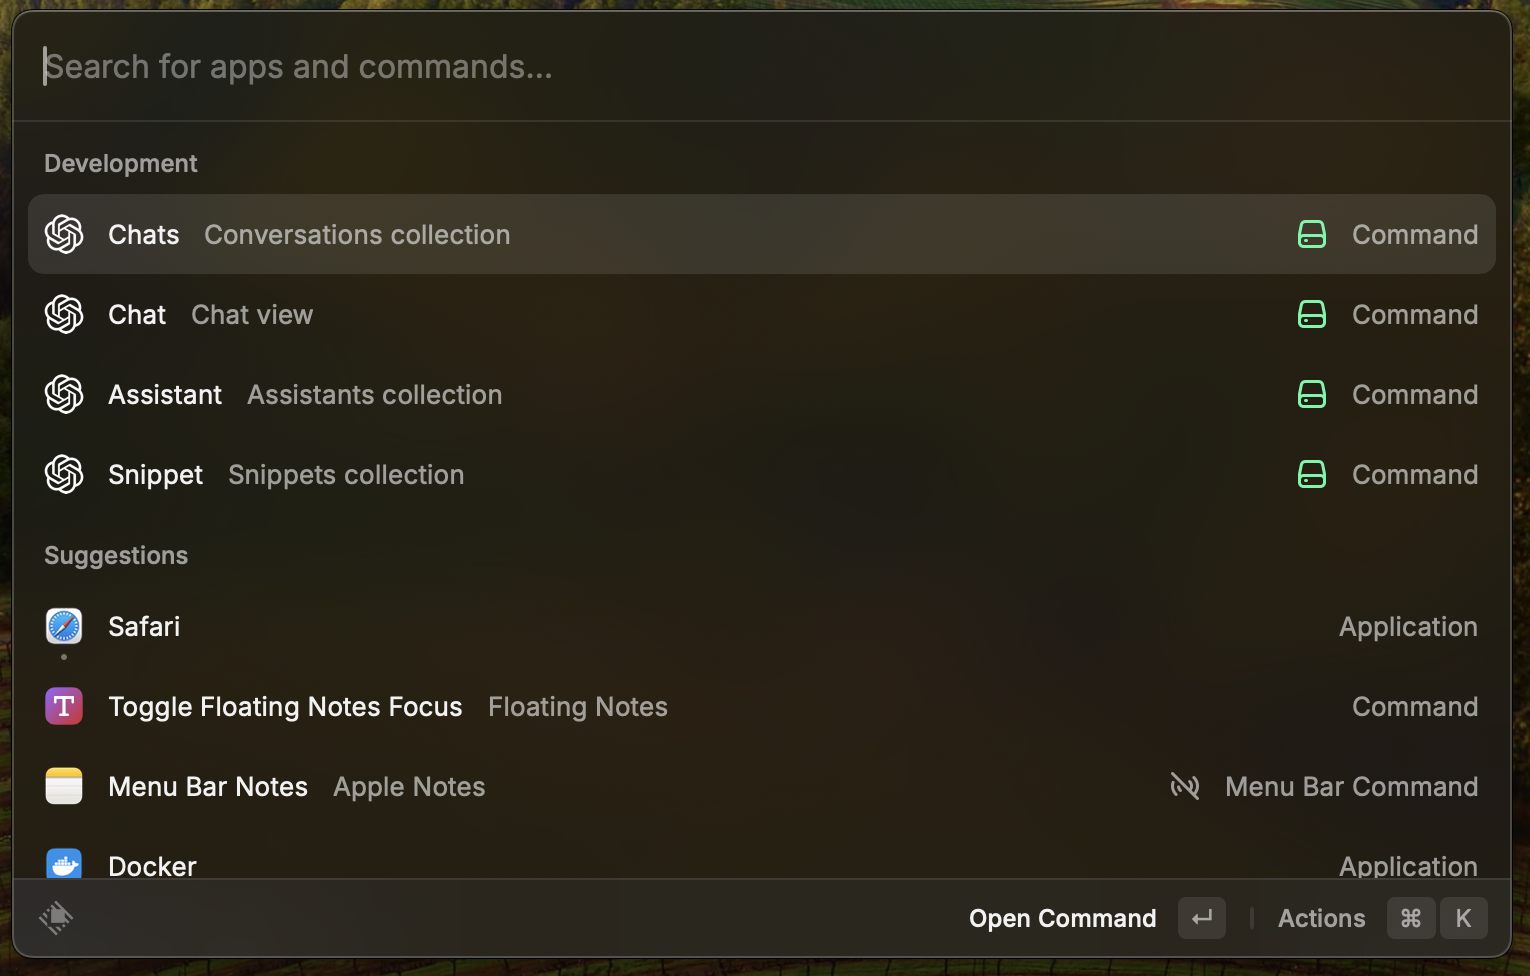 Search for apps and commands...
Development
Chats Conversations collection Command
Chat Chat view Command
Assistant Assistants collection Command
Snippet Snippets collection Command
Suggestions
Safari Application
T Toggle Floating Notes Focus Floating Notes Command
Menu Bar Notes Apple Notes Menu Bar Command
Docker Application
Open Command ↵ Actions ⌘ K